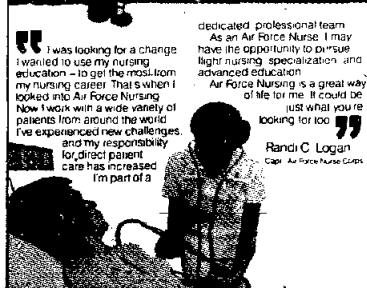 I was looking for a change
I wanted to use my nursing
education – to get the most from
my nursing career. That's when I
looked into Air Force Nursing
Now I work with a wide variety of
patients from around the world
I've experienced new challenges,
and my responsibility
for direct patient
care has increased
I'm part of a
dedicated professional team
As an Air Force Nurse I may
have the opportunity to pursue
flight nursing specialization and
advanced education
Air Force Nursing is a great way
of life for me. It could be
just what you're
looking for too
Randi C Logan
Capt Air Force Nurse Corps